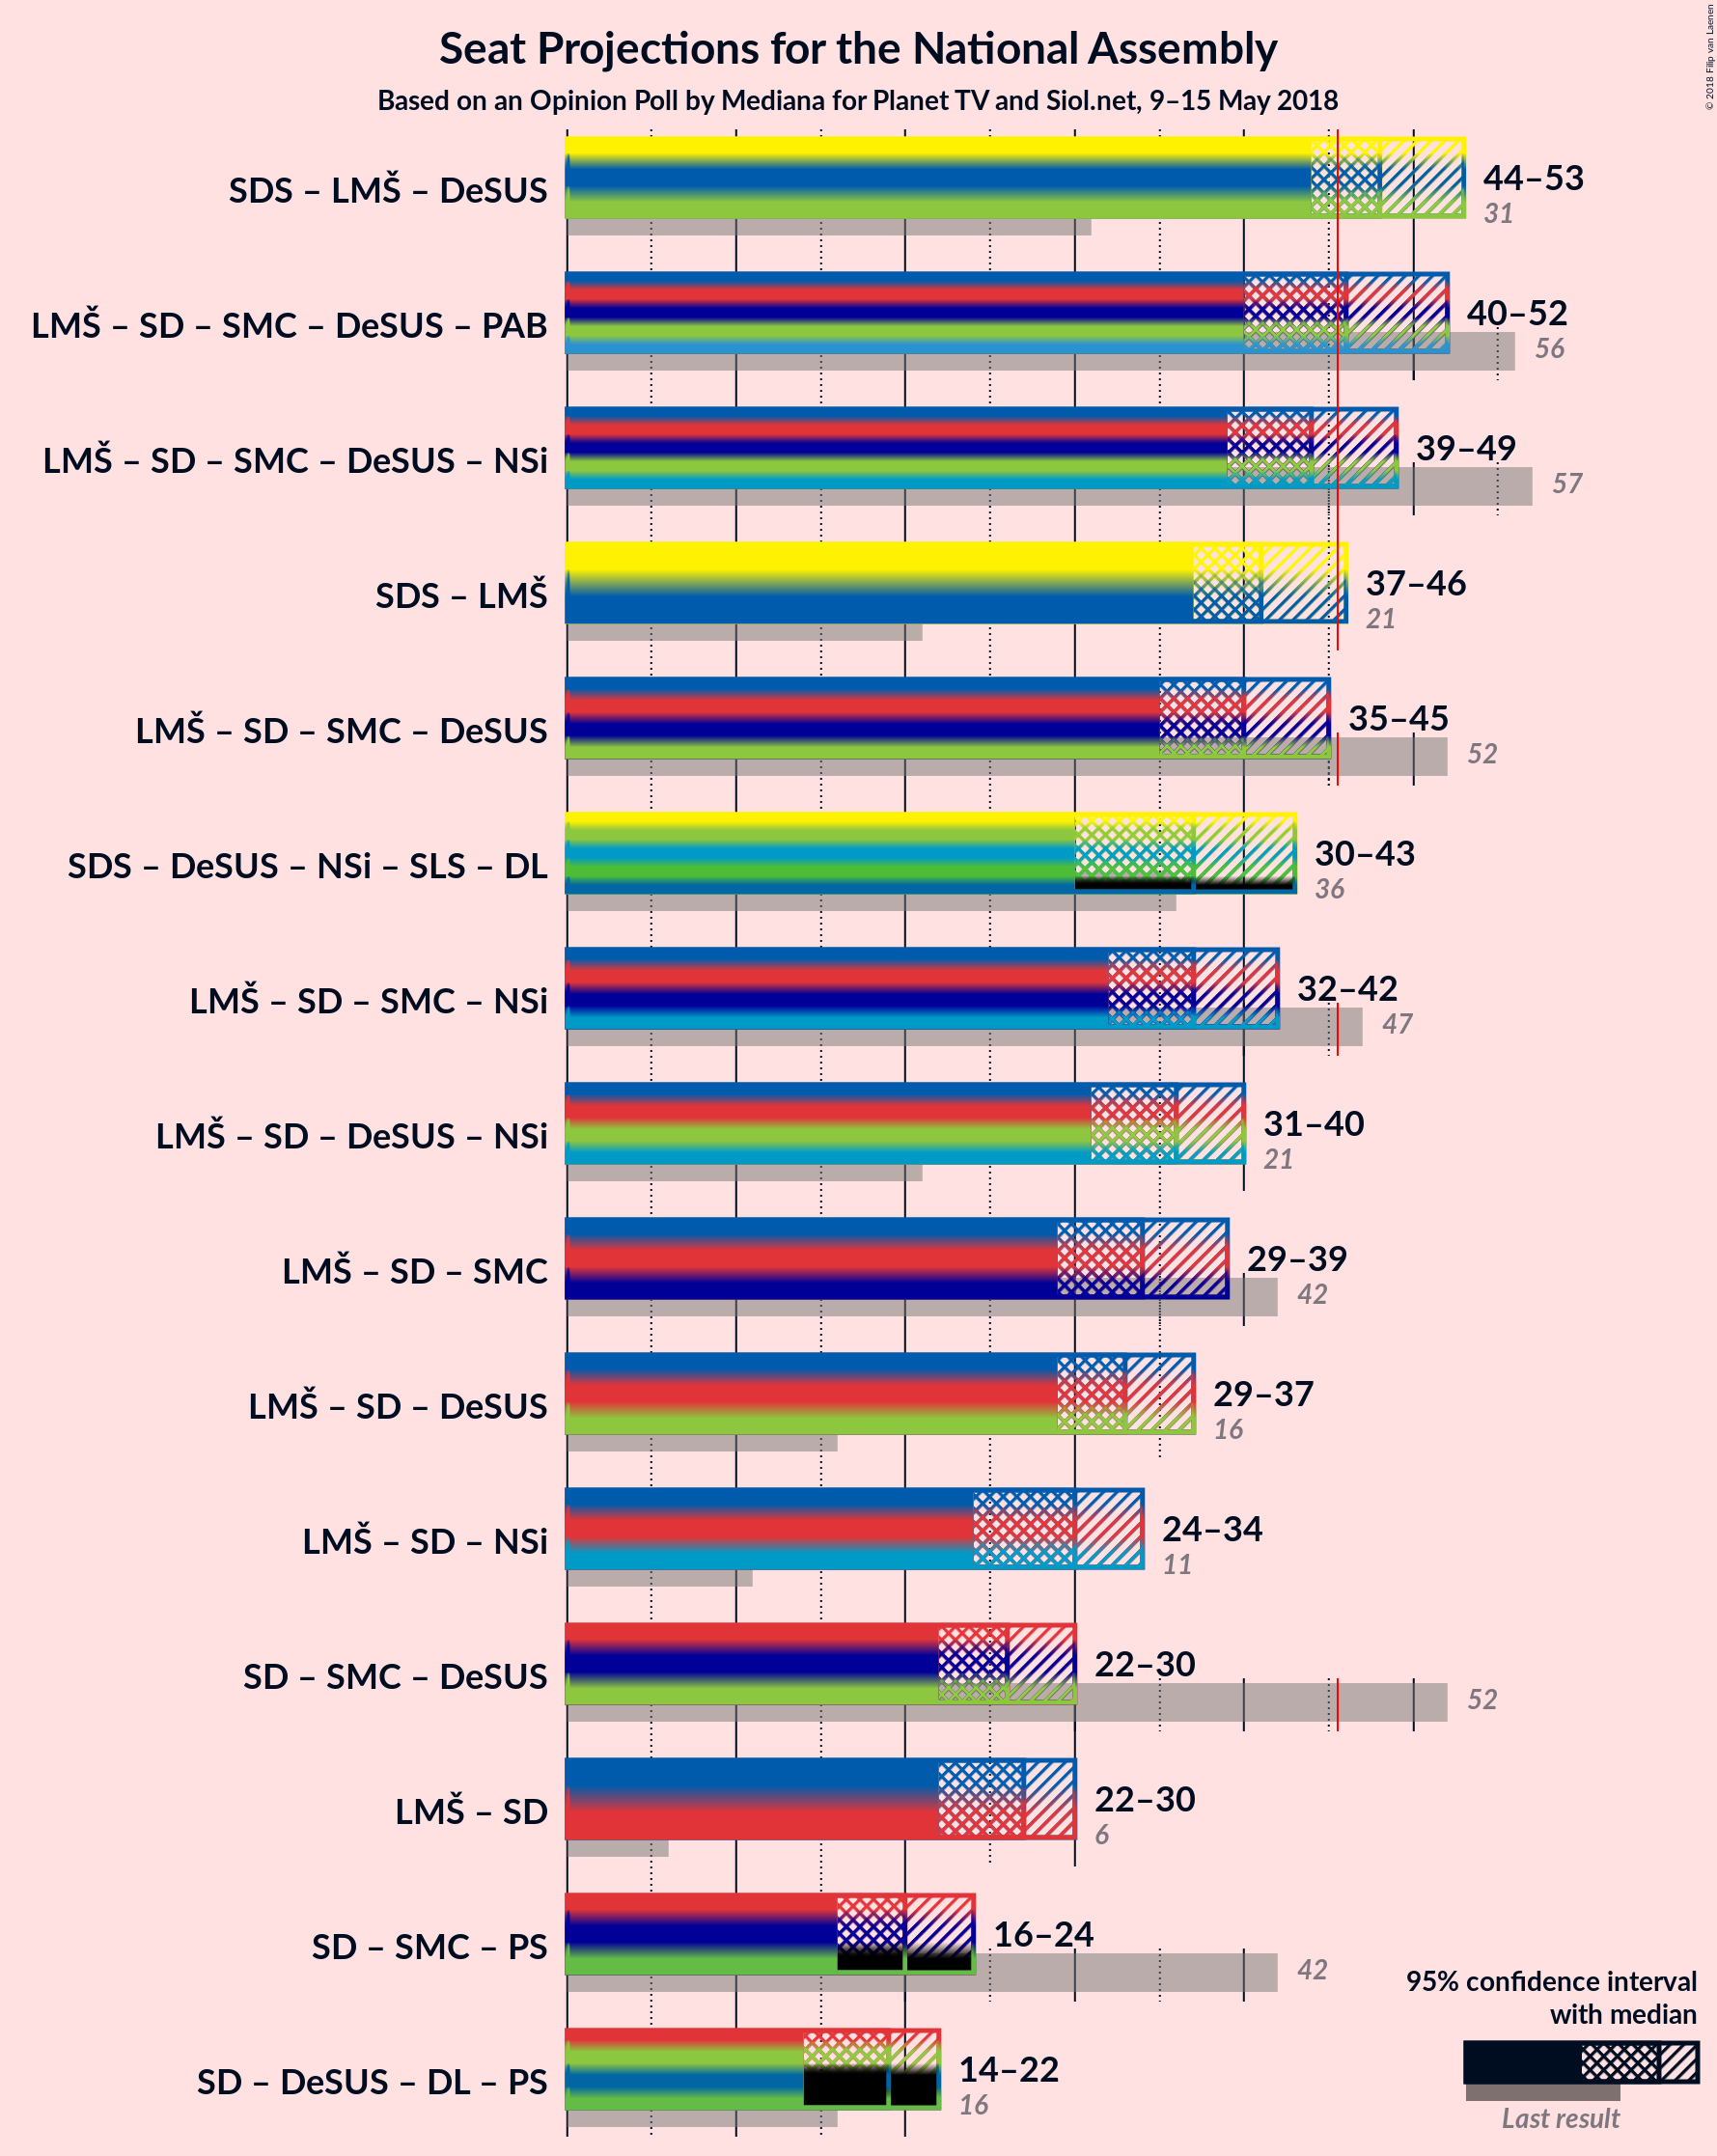 Seat Projections for the National Assembly
Based on an Opinion Poll by Mediana for Planet TV and Siol.net, 9–15 May 2018
© 2018 Filip van Laenen
SDS – LMŠ – DeSUS
44–53
31
LMŠ – SD – SMC – DeSUS – PAB
40–52
56
LMŠ – SD – SMC – DeSUS – NSi
39–49
57
SDS – LMŠ
37–46
21
LMŠ – SD – SMC – DeSUS
35–45
52
SDS – DeSUS – NSi – SLS – DL
30–43
36
LMŠ – SD – SMC – NSi
32–42
47
LMŠ – SD – DeSUS – NSi
31–40
21
LMŠ – SD – SMC
29–39
42
LMŠ – SD – DeSUS
29–37
16
LMŠ – SD – NSi
24–34
11
SD – SMC – DeSUS
22–30
52
LMŠ – SD
22–30
6
SD – SMC – PS
16–24
42
SD – DeSUS – DL – PS
14–22
16
95% confidence interval
with median
Last result